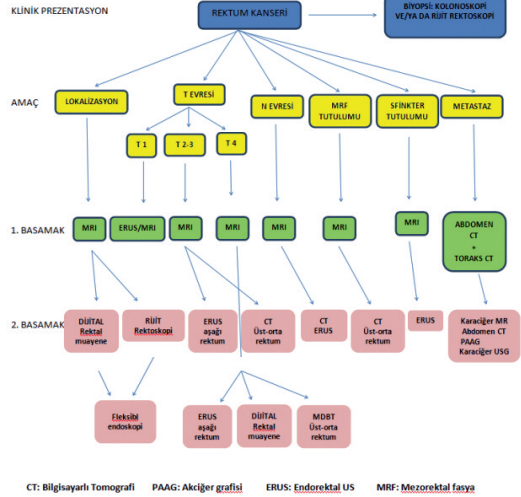 KLİNİK PREZENTASYON
REKTUM KANSERİ
BİYOPSİ: KOLONOSKOPİ
VE/YA DA RİJİT REKTOSKOPİ
AMAÇ
LOKALIZASYON
T EVRESİ
N EVRESİ
MRF
TUTULUMU
SFİNKTER
TUTULUMU
METASTAZ
T 1
T 2-3
T 4
1. BASAMAK
MRI
ERUS/MRI
MRI
MRI
MRI
MRI
MRI
ABDOMEN
CT
+
TORAKS CT
2. BASAMAK
DİJİTAL
Rektal
muayene
RİJİT
Rektoskopi
ERUS
aşağı
rektum
CT
Üst-orta
rektum
CT
ERUS
CT
Üst-orta
rektum
ERUS
Karaciğer MR
Abdomen CT
PAAG
Karaciğer USG
Fleksibl
endoskopi
ERUS
aşağı
rektum
DİJİTAL
Rektal
muayene
MDBT
Üst-orta
rektum
CT: Bilgisayarlı Tomografi PAAG: Akciğer grafisi ERUS: Endorektal US MRF: Mezorektal fasya